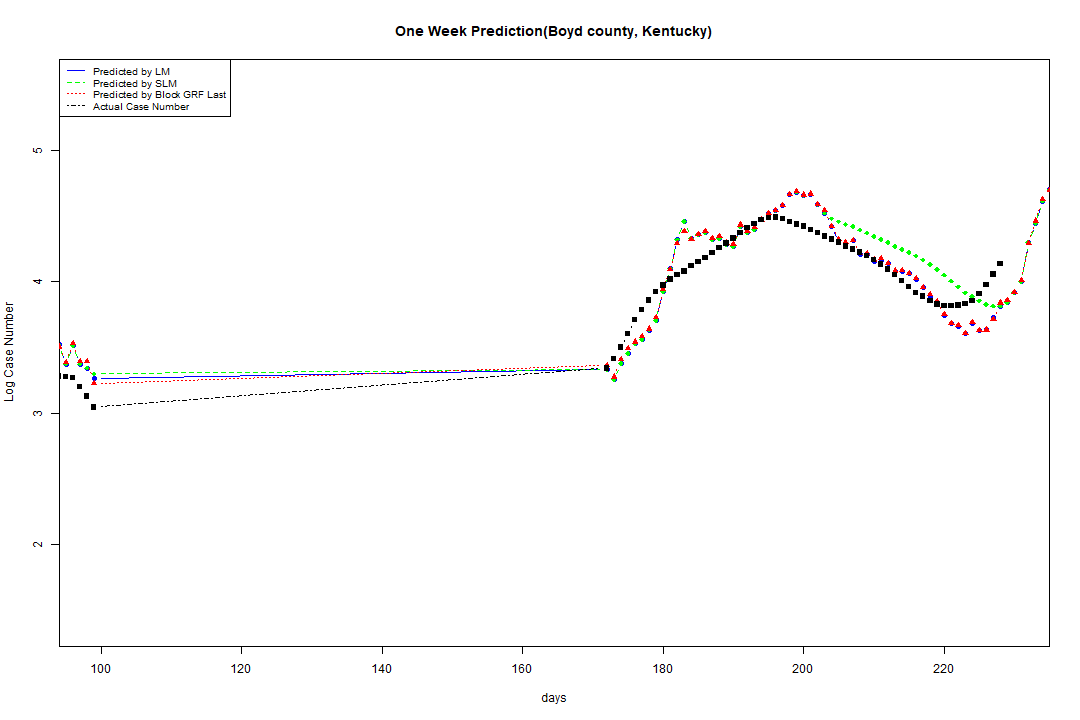 One Week Prediction(Boyd county, Kentucky)
Predicted by LM
Predicted by SLM
Predicted by Block GRF Last
Actual Case Number
5
4
3
2
Log Case Number
100 120 140 160 180 200 220
days